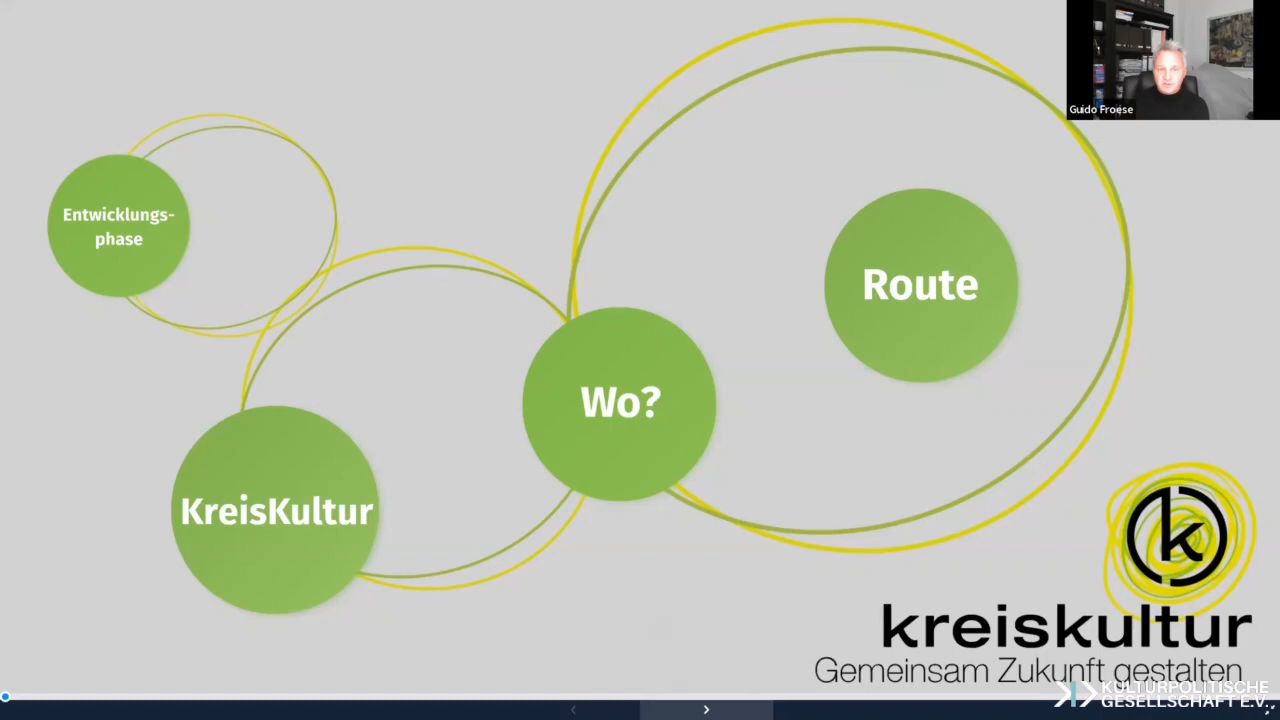 Guido Froese
Entwicklungs-
phase
Route
Wo?
KreisKultur
k
kreiskultur
Gemeinsam Zukunft gestalten
KULTURPOLITISCHE
GESELLSCHAFT E.V.